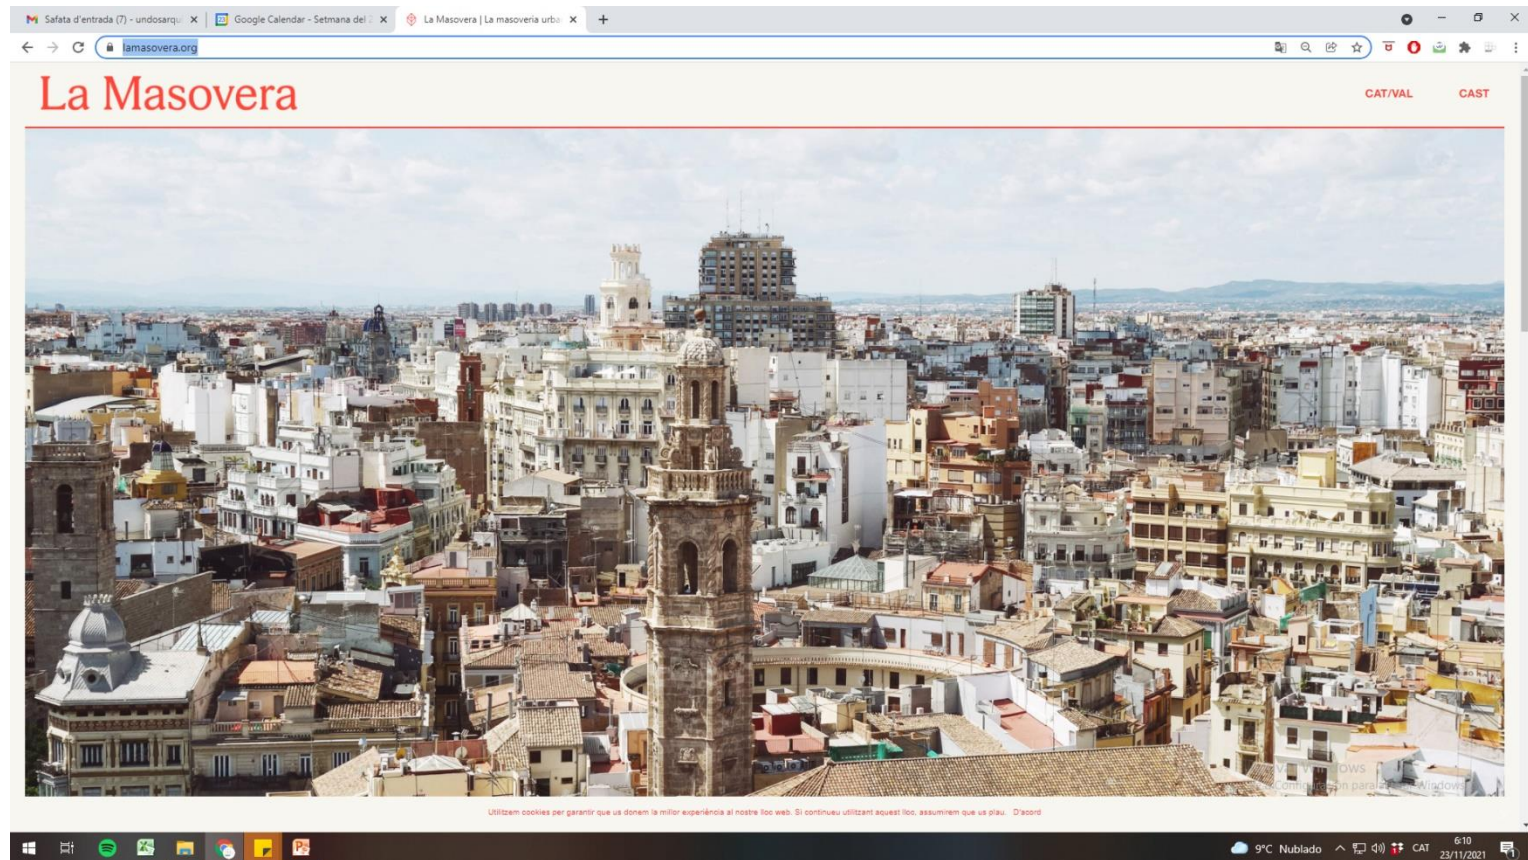 Safata d'entrada (7) - undosarqu
Google Calendar - Setmana del 2
La Masovera | La masoveria urba
lamasovera.org
La Masovera
CAT/VAL
CAST
Utilitzem cookies per garantir que us donem la millor experiència al nostre lloc web. Si continueu utilitzant aquest lloc, assumirem que us plau. D'acord
9°C Nublado
CAT
6:10
23/11/2021